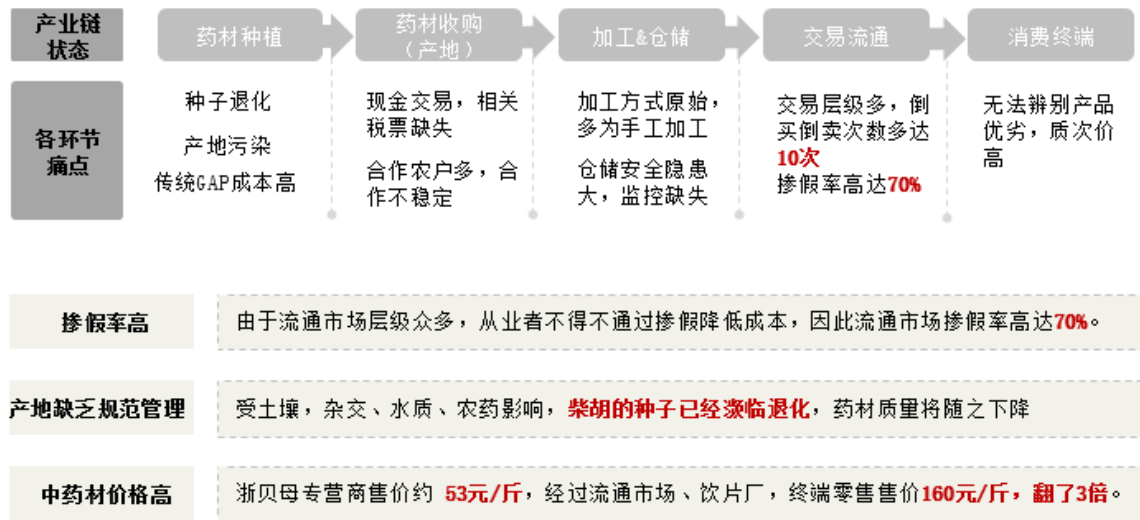 产业链
状态
药材种植
药材收购
（产地）
加工&仓储
交易流通
消费终端
各环节
痛点
种子退化
产地污染
传统GAP成本高
现金交易，相关
税票缺失
合作农户多，合
作不稳定
加工方式原始，
多为手工加工
仓储安全隐患
大，监控缺失
交易层级多，倒
买倒卖次数多达
10次
掺假率高达70%
无法辨别产品
优劣，质次价
高
掺假率高
由于流通市场层级众多，从业者不得不通过掺假降低成本，因此流通市场掺假率高达70%。
产地缺乏规范管理
受土壤，杂交、水质、农药影响，柴胡的种子已经濒临退化，药材质量将随之下降
中药材价格高
浙贝母专营商售价约 53元/斤，经过流通市场、饮片厂，终端零售售价160元/斤，翻了3倍。